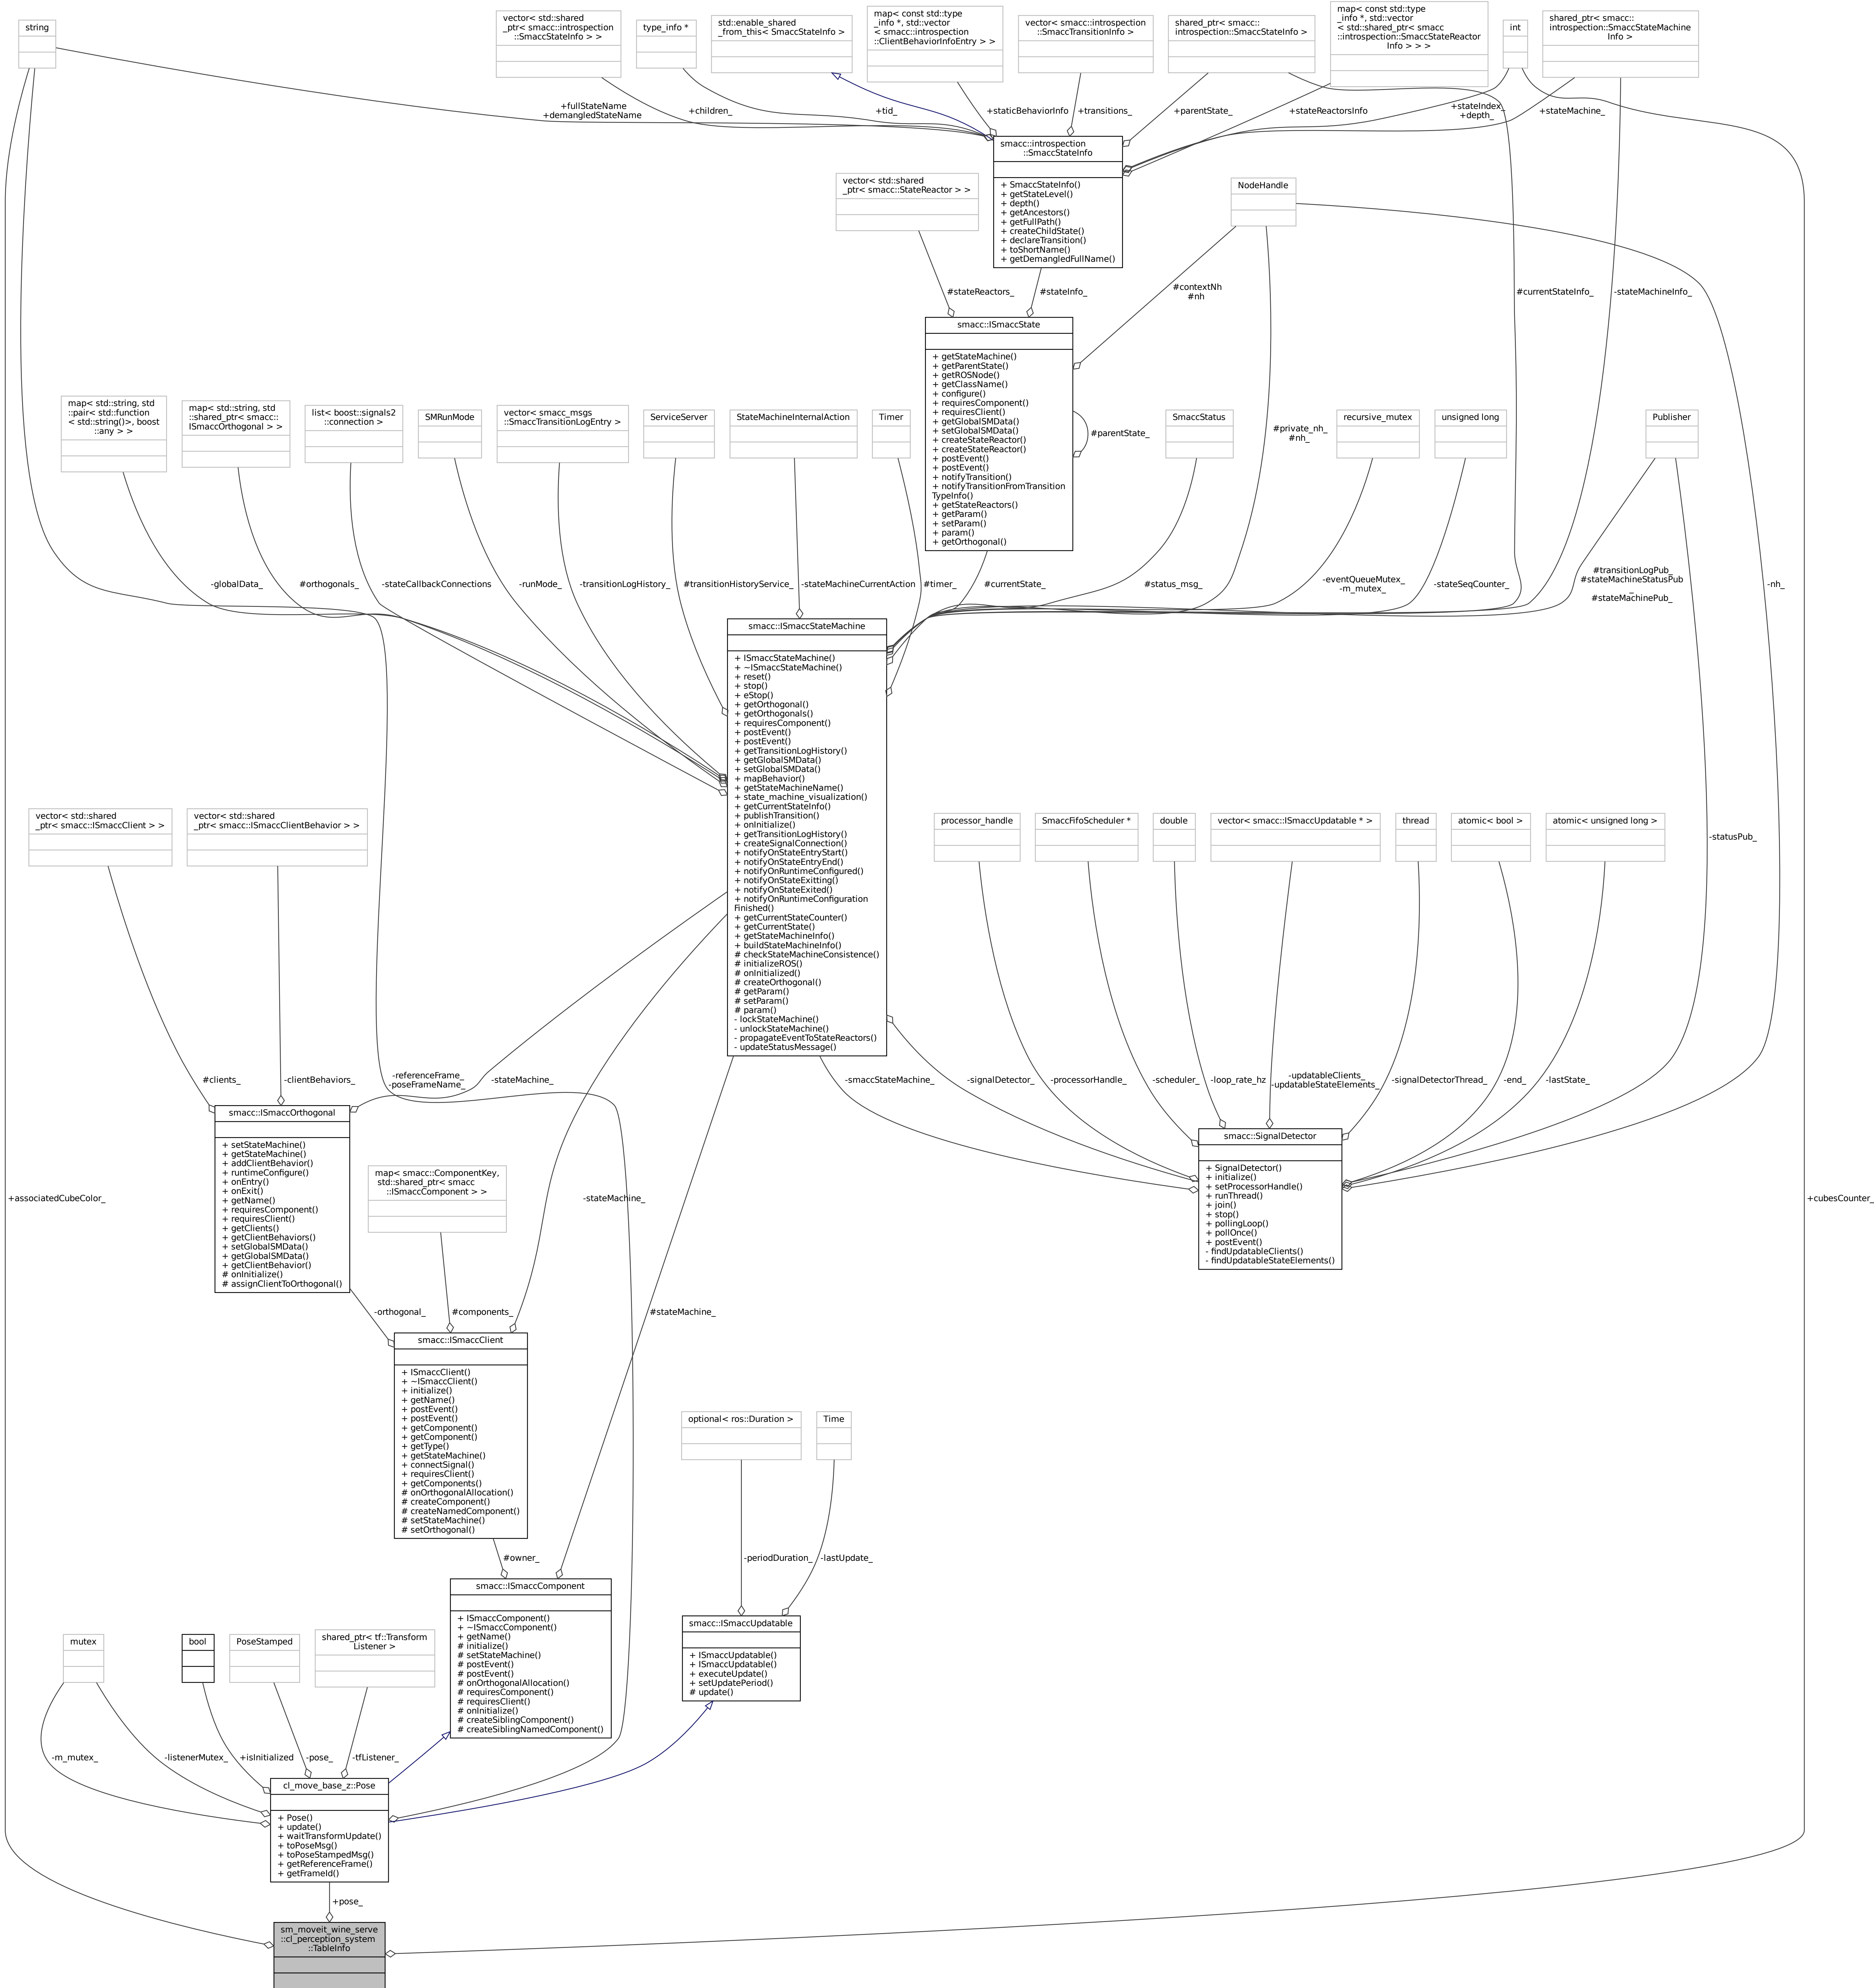 string
vector< std::shared
_ptr< smacc::introspection
::SmaccStateInfo > >
type_info *
std::enable_shared
_from_this< SmaccStateInfo >
map< const std::type
_info *, std::vector
< smacc::introspection
::ClientBehaviorInfoEntry > >
vector< smacc::introspection
::SmaccTransitionInfo >
shared_ptr< smacc::
introspection::SmaccStateInfo >
map< const std::type
_info *, std::vector
< std::shared_ptr< smacc
::introspection::SmaccStateReactor
Info > > >
int
shared_ptr< smacc::
introspection::SmaccStateMachine
Info >
+fullStateName
+demangledStateName
+children_
+tid_
+staticBehaviorInfo
+transitions_
+parentState_
+stateReactorsInfo
+stateIndex_
+depth_
+stateMachine_
smacc::introspection
::SmaccStateInfo
+ SmaccStateInfo()
+ getStateLevel()
+ depth()
+ getAncestors()
+ getFullPath()
+ createChildState()
+ declareTransition()
+ toShortName()
+ getDemangledFullName()
vector< std::shared
_ptr< smacc::StateReactor > >
NodeHandle
#stateReactors_
#stateInfo_
#contextNh
#nh
#currentStateInfo_
-stateMachineInfo_
smacc::ISmaccState
+ getStateMachine()
+ getParentState()
+ getROSNode()
+ getClassName()
+ configure()
+ requiresComponent()
+ requiresClient()
+ getGlobalSMData()
+ setGlobalSMData()
+ createStateReactor()
+ createStateReactor()
+ postEvent()
+ postEvent()
+ notifyTransition()
+ notifyTransitionFromTransition
TypeInfo()
+ getStateReactors()
+ getParam()
+ setParam()
+ param()
+ getOrthogonal()
#parentState_
map< std::string, std
::pair< std::function
< std::string()>, boost
::any > >
map< std::string, std
::shared_ptr< smacc::
ISmaccOrthogonal > >
list< boost::signals2
::connection >
SMRunMode
vector< smacc_msgs
::SmaccTransitionLogEntry >
ServiceServer
StateMachineInternalAction
Timer
SmaccStatus
#private_nh_
#nh_
recursive_mutex
unsigned long
Publisher
-globalData_
#orthogonals_
-stateCallbackConnections
-runMode_
-transitionLogHistory_
#transitionHistoryService_
-stateMachineCurrentAction
#timer_
#currentState_
#status_msg_
-eventQueueMutex_
-m_mutex_
-stateSeqCounter_
#transitionLogPub_
#stateMachineStatusPub
_
#stateMachinePub_
-nh_
smacc::ISmaccStateMachine
+ ISmaccStateMachine()
+ ~ISmaccStateMachine()
+ reset()
+ stop()
+ eStop()
+ getOrthogonal()
+ getOrthogonals()
+ requiresComponent()
+ postEvent()
+ postEvent()
+ getTransitionLogHistory()
+ getGlobalSMData()
+ setGlobalSMData()
+ mapBehavior()
+ getStateMachineName()
+ state_machine_visualization()
+ getCurrentStateInfo()
+ publishTransition()
+ onInitialize()
+ getTransitionLogHistory()
+ createSignalConnection()
+ notifyOnStateEntryStart()
+ notifyOnStateEntryEnd()
+ notifyOnRuntimeConfigured()
+ notifyOnStateExitting()
+ notifyOnStateExited()
+ notifyOnRuntimeConfiguration
Finished()
+ getCurrentStateCounter()
+ getCurrentState()
+ getStateMachineInfo()
+ buildStateMachineInfo()
# checkStateMachineConsistence()
# initializeROS()
# onInitialized()
# createOrthogonal()
# getParam()
# setParam()
# param()
- lockStateMachine()
- unlockStateMachine()
- propagateEventToStateReactors()
- updateStatusMessage()
vector< std::shared
_ptr< smacc::ISmaccClient > >
vector< std::shared
_ptr< smacc::ISmaccClientBehavior > >
processor_handle
SmaccFifoScheduler *
double
vector< smacc::ISmaccUpdatable * >
thread
atomic< bool >
atomic< unsigned long >
-statusPub_
#clients_
-clientBehaviors_
-referenceFrame_
-poseFrameName_
-stateMachine_
-smaccStateMachine_
-signalDetector_
-processorHandle_
-scheduler_
-loop_rate_hz
-updatableClients_
-updatableStateElements_
-signalDetectorThread_
-end_
-lastState_
smacc::ISmaccOrthogonal
+ setStateMachine()
+ getStateMachine()
+ addClientBehavior()
+ runtimeConfigure()
+ onEntry()
+ onExit()
+ getName()
+ requiresComponent()
+ requiresClient()
+ getClients()
+ getClientBehaviors()
+ setGlobalSMData()
+ getGlobalSMData()
+ getClientBehavior()
# onInitialize()
# assignClientToOrthogonal()
smacc::SignalDetector
+ SignalDetector()
+ initialize()
+ setProcessorHandle()
+ runThread()
+ join()
+ stop()
+ pollingLoop()
+ pollOnce()
+ postEvent()
- findUpdatableClients()
- findUpdatableStateElements()
+associatedCubeColor_
map< smacc::ComponentKey,
std::shared_ptr< smacc
::ISmaccComponent > >
-stateMachine_
+cubesCounter_
-orthogonal_
#components_
#stateMachine_
smacc::ISmaccClient
+ ISmaccClient()
+ ~ISmaccClient()
+ initialize()
+ getName()
+ postEvent()
+ postEvent()
+ getComponent()
+ getComponent()
+ getType()
+ getStateMachine()
+ connectSignal()
+ requiresClient()
+ getComponents()
# onOrthogonalAllocation()
# createComponent()
# createNamedComponent()
# setStateMachine()
# setOrthogonal()
optional< ros::Duration >
Time
#owner_
-periodDuration_
-lastUpdate_
smacc::ISmaccComponent
+ ISmaccComponent()
+ ~ISmaccComponent()
+ getName()
# initialize()
# setStateMachine()
# postEvent()
# postEvent()
# onOrthogonalAllocation()
# requiresComponent()
# requiresClient()
# onInitialize()
# createSiblingComponent()
# createSiblingNamedComponent()
smacc::ISmaccUpdatable
+ ISmaccUpdatable()
+ ISmaccUpdatable()
+ executeUpdate()
+ setUpdatePeriod()
# update()
mutex
bool
PoseStamped
shared_ptr< tf::Transform
Listener >
-m_mutex_
-listenerMutex_
+isInitialized
-pose_
-tfListener_
cl_move_base_z::Pose
+ Pose()
+ update()
+ waitTransformUpdate()
+ toPoseMsg()
+ toPoseStampedMsg()
+ getReferenceFrame()
+ getFrameId()
+pose_
sm_moveit_wine_serve
::cl_perception_system
::TableInfo